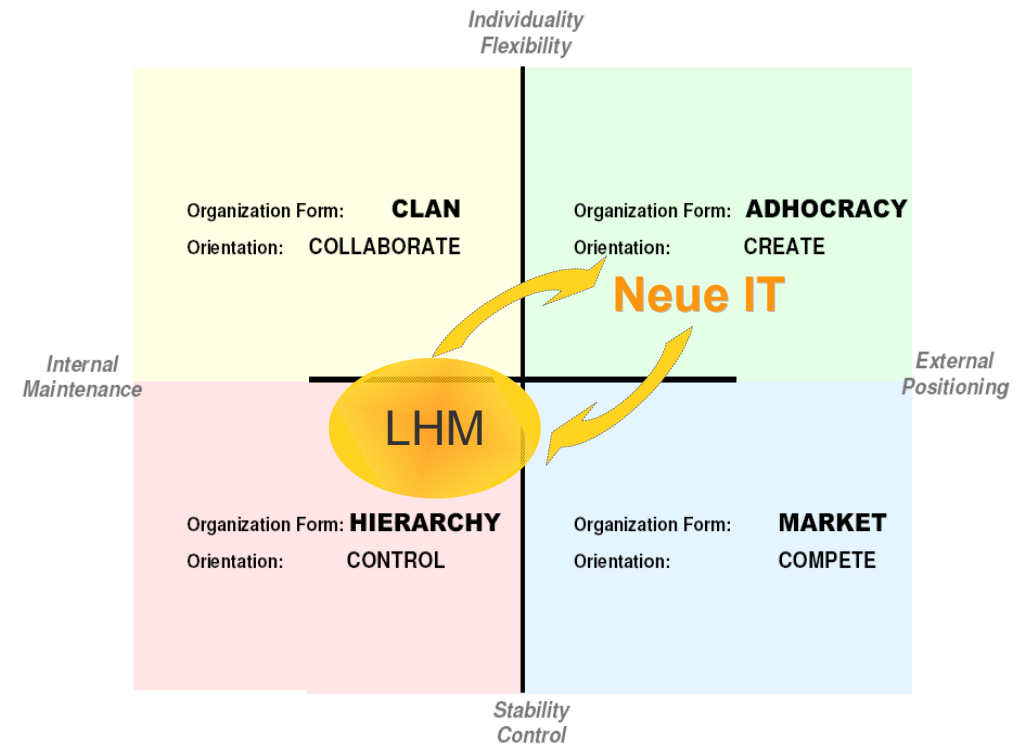 Individuality
Flexibility
Organization Form: CLAN
Orientation: COLLABORATE
Organization Form: ADHOCRACY
Orientation: CREATE
Neue IT
Internal
Maintenance
External
Positioning
LHM
Organization Form: HIERARCHY
Orientation: CONTROL
Organization Form: MARKET
Orientation: COMPETE
Stability
Control